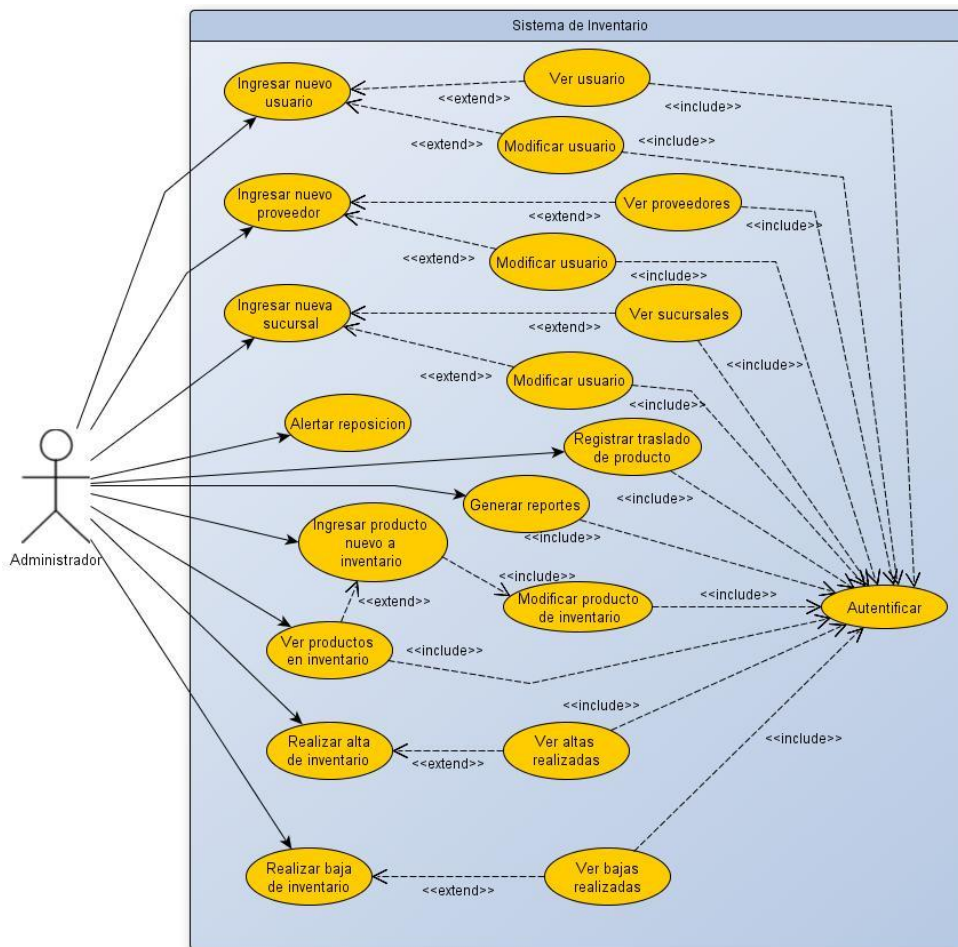 Sistema de Inventario
Ingresar nuevo
usuario
Ver usuario
<<extend>>
<<include>>
<<extend>>
Modificar usuario
<<include>>
Ingresar nuevo
proveedor
Ver proveedores
<<extend>>
<<include>>
<<extend>>
Modificar usuario
<<include>>
Ingresar nueva
sucursal
Ver sucursales
<<extend>>
<<include>>
<<extend>>
Modificar usuario
<<include>>
Alertar reposicion
Registrar traslado
de producto
<<include>>
Generar reportes
<<include>>
Administrador
Ingresar producto
nuevo a
inventario
<<include>>
<<extend>>
Modificar producto
de inventario
<<include>>
Autentificar
Ver productos
en inventario
<<include>>
<<include>>
Realizar alta
de inventario
<<extend>>
Ver altas
realizadas
<<include>>
Realizar baja
de inventario
<<extend>>
Ver bajas
realizadas